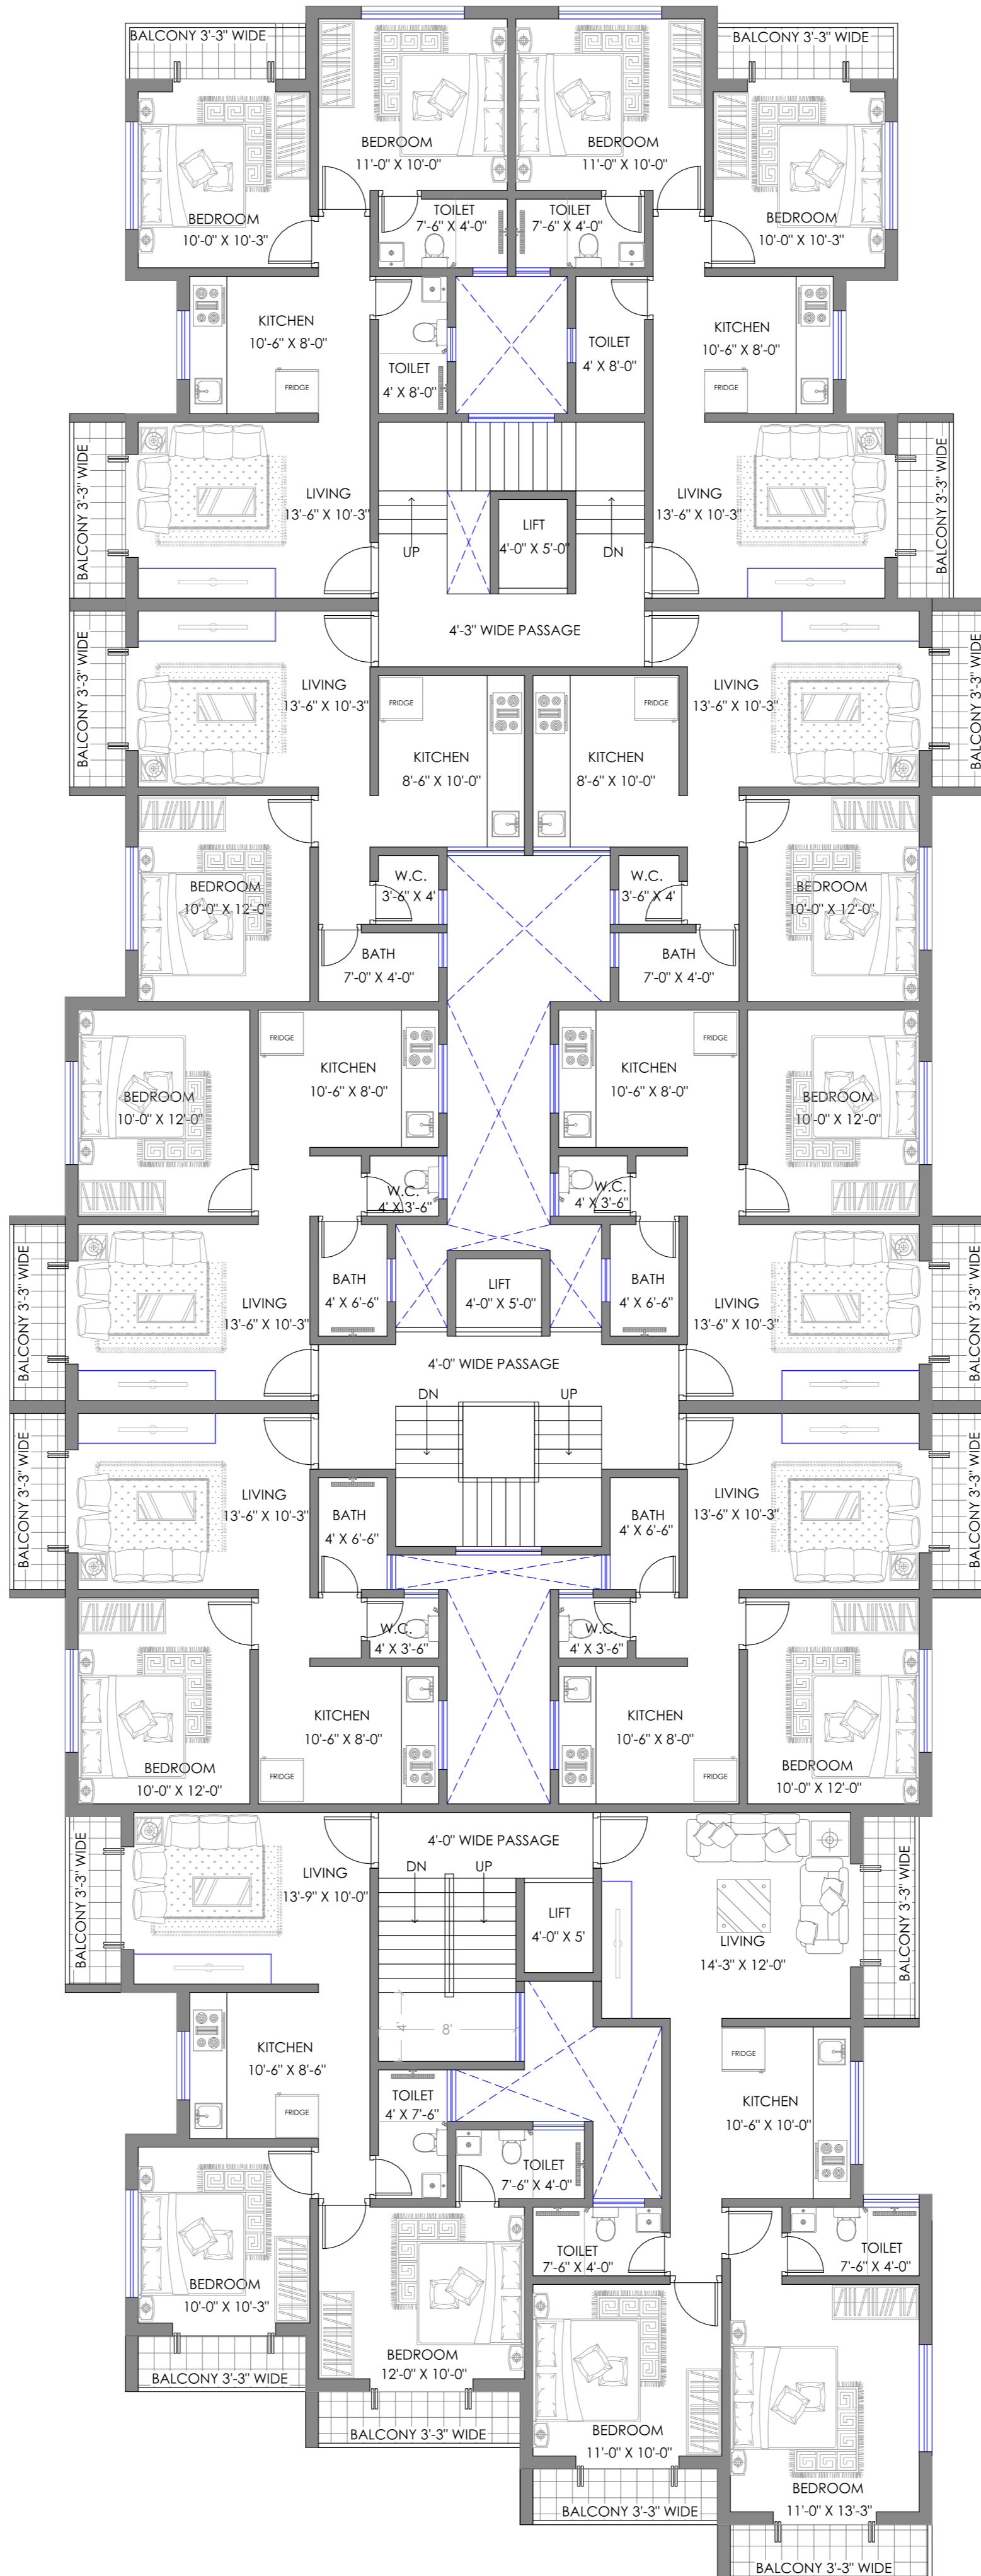 BALCONY 3'-3" WIDE
BALCONY 3'-3" WIDE
BEDROOM
11'-0" X 10'-0"
BEDROOM
11'-0" X 10'-0"
BEDROOM
10'-0" X 10'-3"
TOILET
7'-6" X 4'-0"
TOILET
7'-6" X 4'-0"
BEDROOM
10'-0" X 10'-3"
KITCHEN
10'-6" X 8'-0"
FRIDGE
TOILET
4' X 8'-0"
TOILET
4' X 8'-0"
KITCHEN
10'-6" X 8'-0"
FRIDGE
BALCONY 3'-3" WIDE
LIVING
13'-6" X 10'-3"
UP
LIFT
4'-0" X 5'-0"
DN
LIVING
13'-6" X 10'-3"
BALCONY 3'-3" WIDE
4'-3" WIDE PASSAGE
BALCONY 3'-3" WIDE
LIVING
13'-6" X 10'-3"
FRIDGE
KITCHEN
8'-6" X 10'-0"
FRIDGE
KITCHEN
8'-6" X 10'-0"
LIVING
13'-6" X 10'-3"
BALCONY 3'-3" WIDE
BEDROOM
10'-0" X 12'-0"
W.C.
3'-6" X 4'
W.C.
3'-6" X 4'
BEDROOM
10'-0" X 12'-0"
BATH
7'-0" X 4'-0"
BATH
7'-0" X 4'-0"
BEDROOM
10'-0" X 12'-0"
FRIDGE
KITCHEN
10'-6" X 8'-0"
FRIDGE
KITCHEN
10'-6" X 8'-0"
BEDROOM
10'-0" X 12'-0"
W.C.
4' X 3'-6"
W.C.
4' X 3'-6"
BALCONY 3'-3" WIDE
LIVING
13'-6" X 10'-3"
BATH
4' X 6'-6"
LIFT
4'-0" X 5'-0"
BATH
4' X 6'-6"
LIVING
13'-6" X 10'-3"
BALCONY 3'-3" WIDE
4'-0" WIDE PASSAGE
DN
UP
BALCONY 3'-3" WIDE
LIVING
13'-6" X 10'-3"
BATH
4' X 6'-6"
BATH
4' X 6'-6"
LIVING
13'-6" X 10'-3"
BALCONY 3'-3" WIDE
W.C.
4' X 3'-6"
W.C.
4' X 3'-6"
BEDROOM
10'-0" X 12'-0"
KITCHEN
10'-6" X 8'-0"
FRIDGE
KITCHEN
10'-6" X 8'-0"
FRIDGE
BEDROOM
10'-0" X 12'-0"
4'-0" WIDE PASSAGE
BALCONY 3'-3" WIDE
LIVING
13'-9" X 10'-0"
DN
UP
LIFT
4'-0" X 5'
LIVING
14'-3" X 12'-0"
BALCONY 3'-3" WIDE
4'
8'
KITCHEN
10'-6" X 8'-6"
FRIDGE
TOILET
4' X 7'-6"
FRIDGE
KITCHEN
10'-6" X 10'-0"
TOILET
7'-6" X 4'-0"
TOILET
7'-6" X 4'-0"
TOILET
7'-6" X 4'-0"
BEDROOM
10'-0" X 10'-3"
BALCONY 3'-3" WIDE
BEDROOM
12'-0" X 10'-0"
BALCONY 3'-3" WIDE
BEDROOM
11'-0" X 10'-0"
BALCONY 3'-3" WIDE
BEDROOM
11'-0" X 13'-3"
BALCONY 3'-3" WIDE